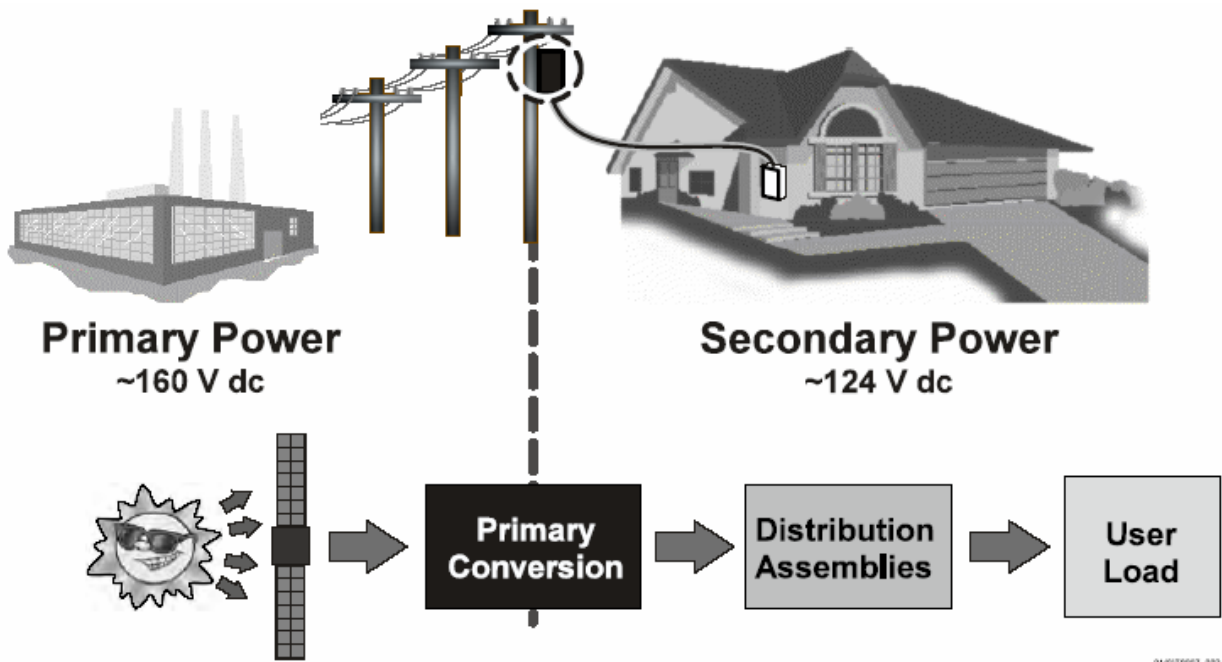 Primary Power
~160 V dc
Secondary Power
~124 V dc
Primary
Conversion
Distribution
Assemblies
User
Load